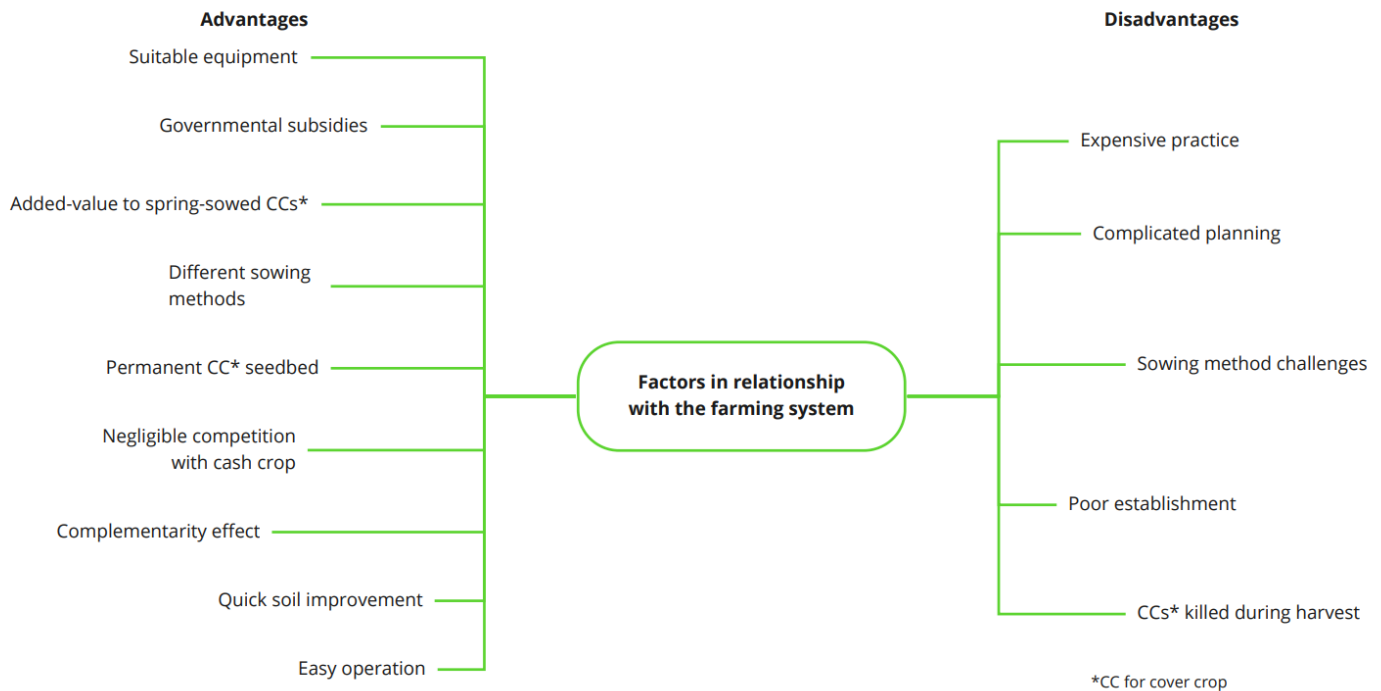 Advantages
Suitable equipment
Governmental subsidies
Added-value to spring-sowed CCs*
Different sowing
methods
Permanent CC* seedbed
Negligible competition
with cash crop
Complementarity effect
Quick soil improvement
Easy operation
Factors in relationship
with the farming system
Disadvantages
Expensive practice
Complicated planning
Sowing method challenges
Poor establishment
CCs* killed during harvest
*CC for cover crop